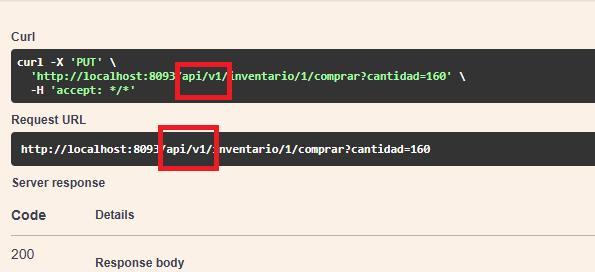 Curl
curl -X 'PUT' \
'http://localhost:8093/api/v1/inventario/1/comprar?cantidad=160' \
-H 'accept: */*'
Request URL
http://localhost:8093/api/v1/inventario/1/comprar?cantidad=160
Server response
Code Details
200
Response body